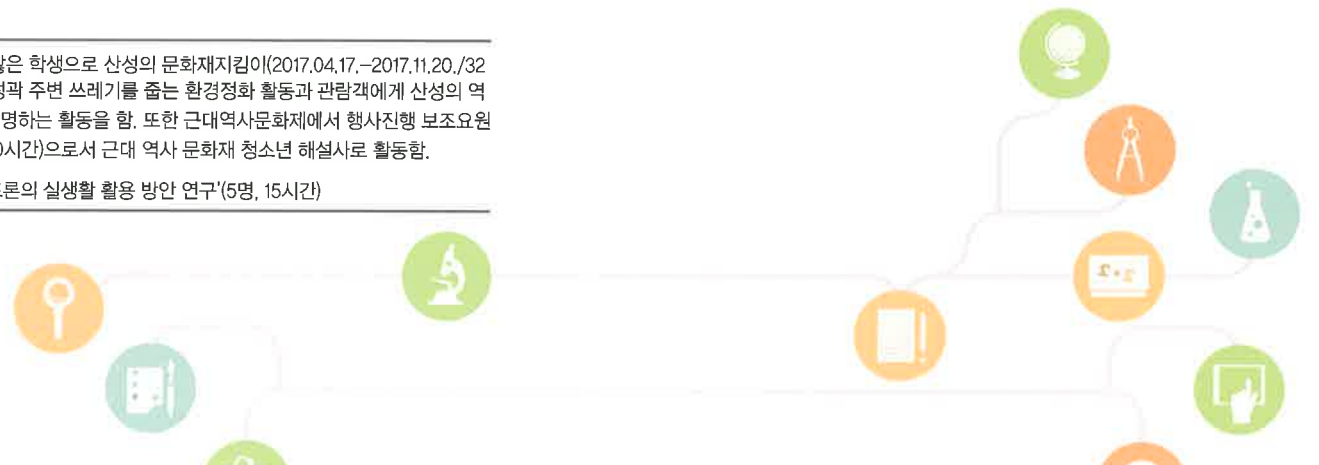 많은 학생으로 산성의 문화재지킴이(2017.04.17.-2017.11.20./32
성곽 주변 쓰레기를 줍는 환경정화 활동과 관람객에게 산성의 역
명하는 활동을 함. 또한 근대역사문화제에서 행사진행 보조요원
0시간)으로서 근대 역사 문화재 청소년 해설사로 활동함.
드론의 실생활 활용 방안 연구'(5명, 15시간)